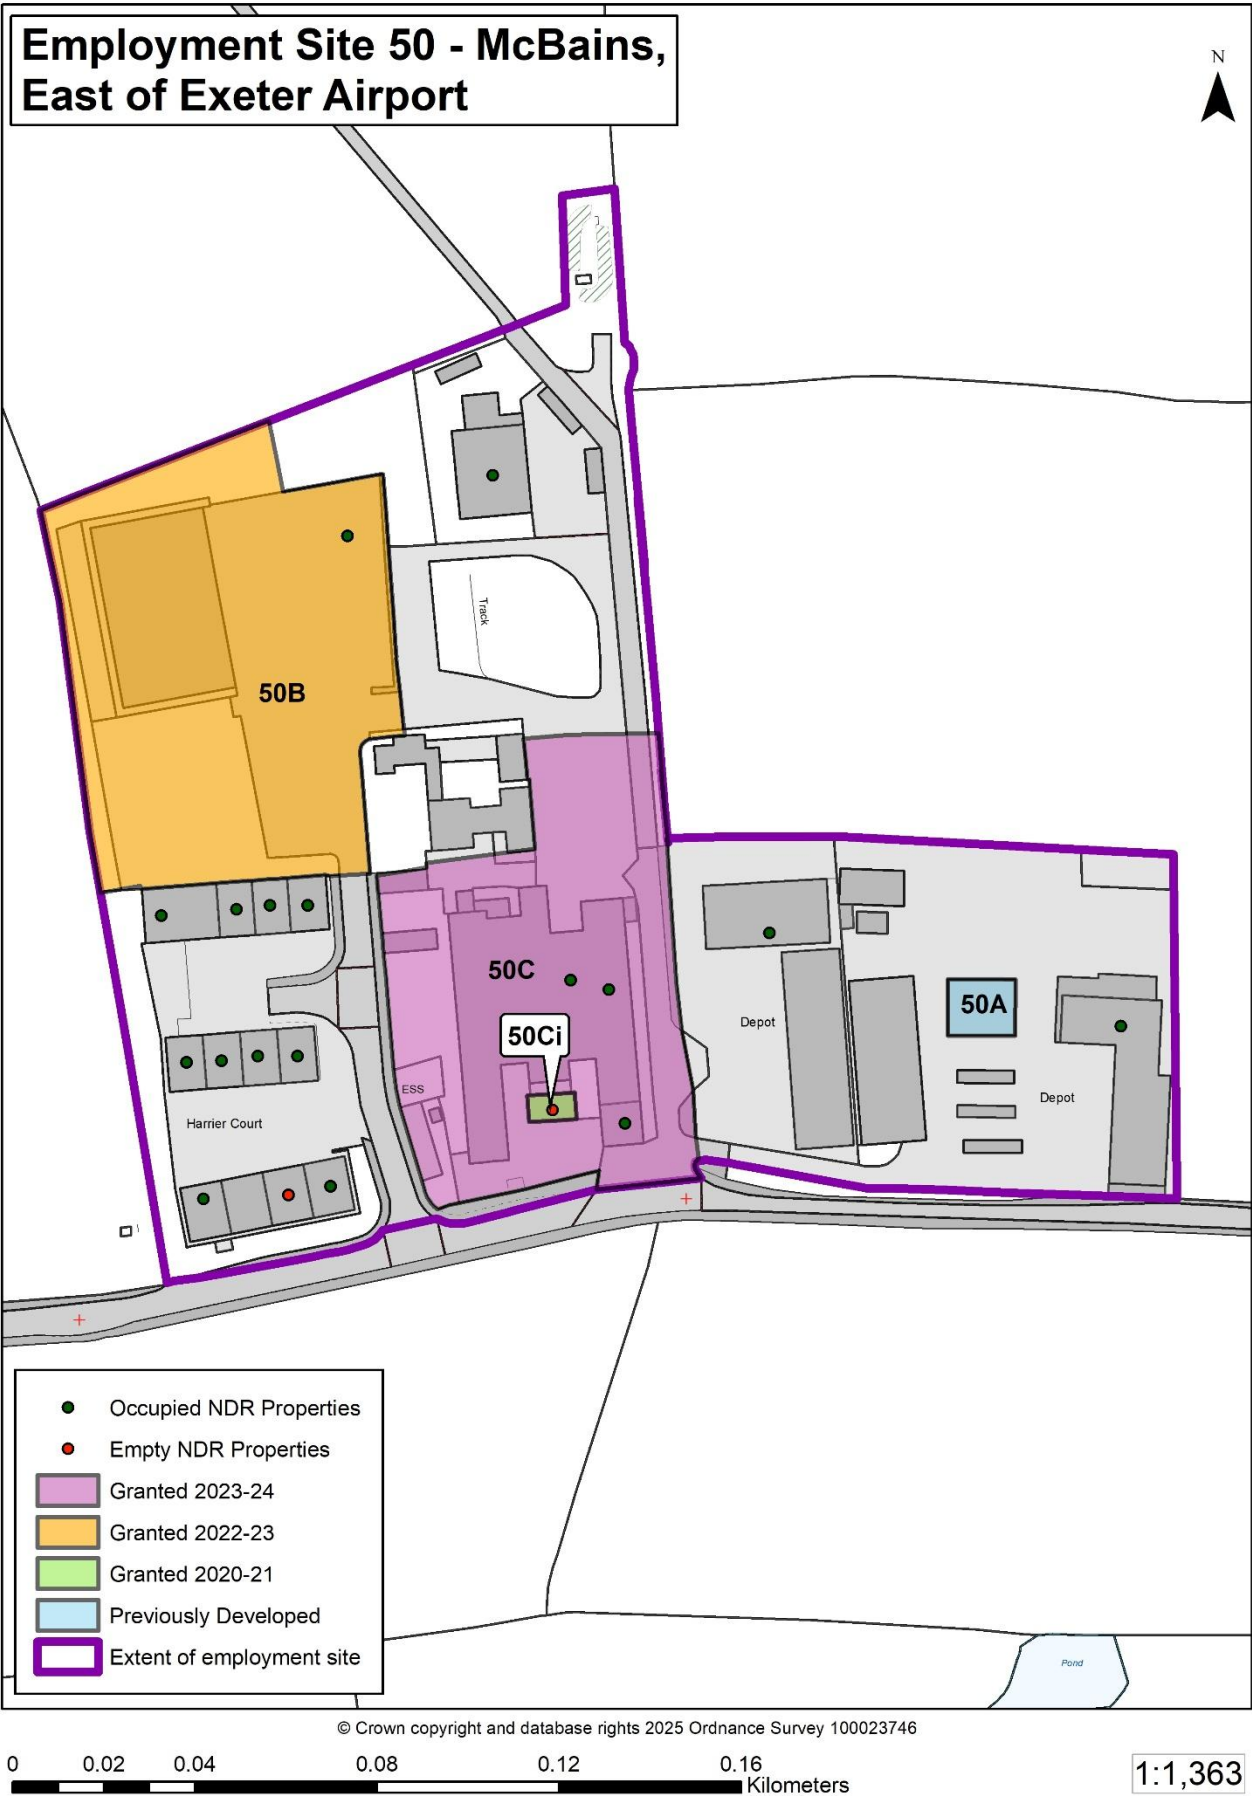 Employment Site 50 - McBains,
East of Exeter Airport
N
Track
50B
50C
50Ci
50A
Depot
Depot
ESS
Harrier Court
Occupied NDR Properties
Empty NDR Properties
Granted 2023-24
Granted 2022-23
Granted 2020-21
Previously Developed
Extent of employment site
Pond
© Crown copyright and database rights 2025 Ordnance Survey 100023746
0 0.02 0.04 0.08 0.12 0.16
Kilometers
1:1,363